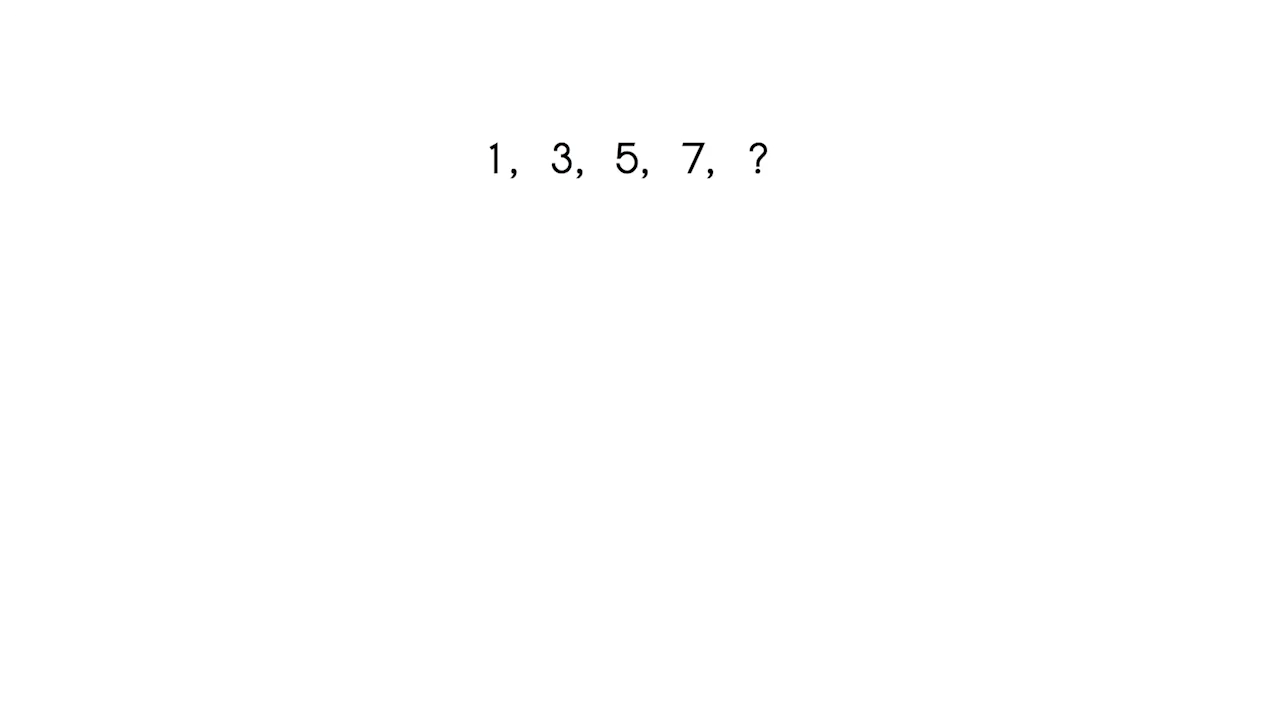 1, 3, 5, 7, ?